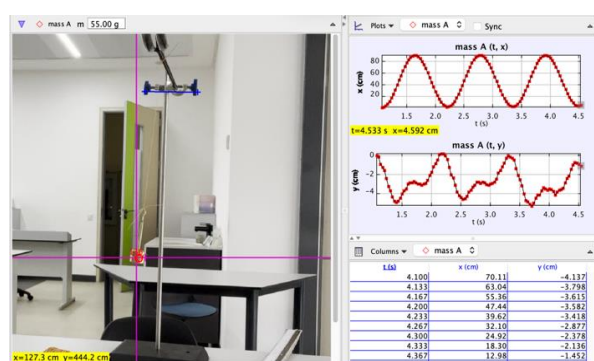 mass A m 55.00 g
x=127.3 cm y=444.2 cm
Plots mass A Sync
mass A (t, x)
80
60
40
20
x (cm)
1.5 2.0 2.5 3.0 3.5 4.0 4.5
t (s)
t=4.533 s x=4.592 cm
mass A (t, y)
0
-2
-4
y (cm)
1.5 2.0 2.5 3.0 3.5 4.0 4.5
t (s)
Columns mass A
t (s) x (cm) y (cm)
4.100 70.11 -4.137
4.133 63.04 -3.798
4.167 55.36 -3.615
4.200 47.44 -3.582
4.233 39.62 -3.418
4.267 32.10 -2.877
4.300 24.92 -2.378
4.333 18.30 -2.136
4.367 12.98 -1.452